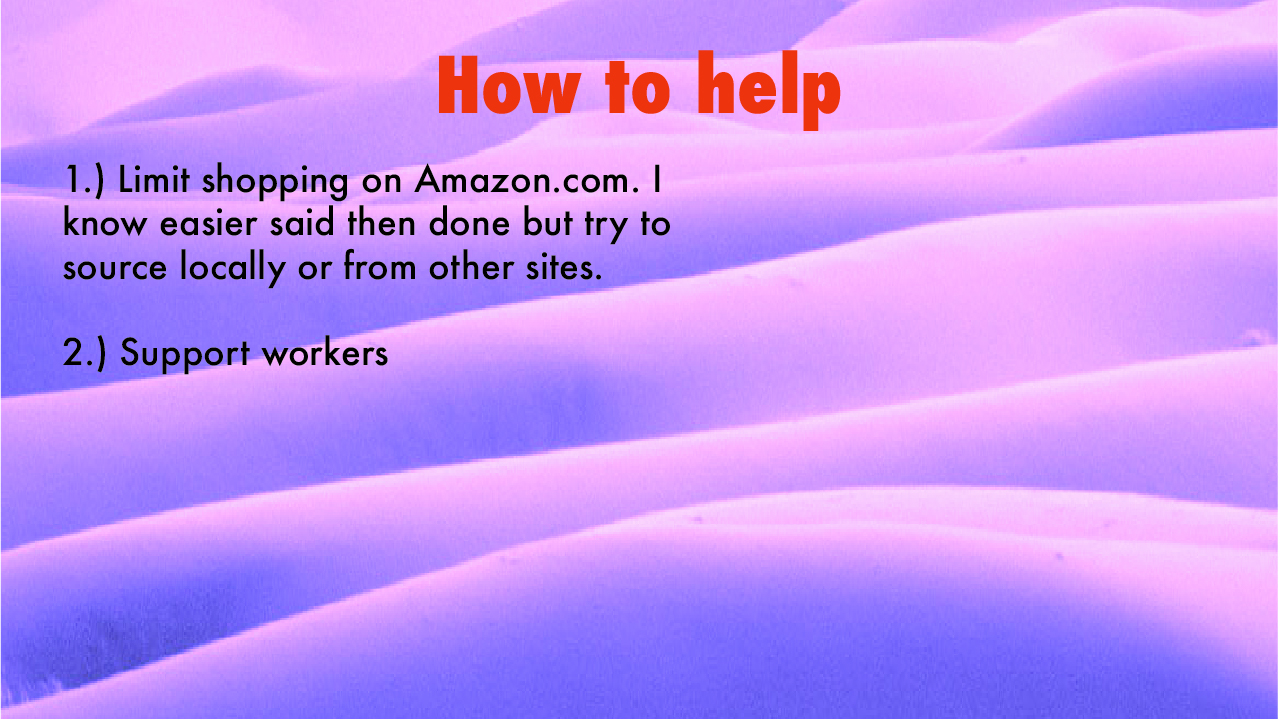 How to help
1.) Limit shopping on Amazon.com. I
know easier said then done but try to
source locally or from other sites.
2.) Support workers